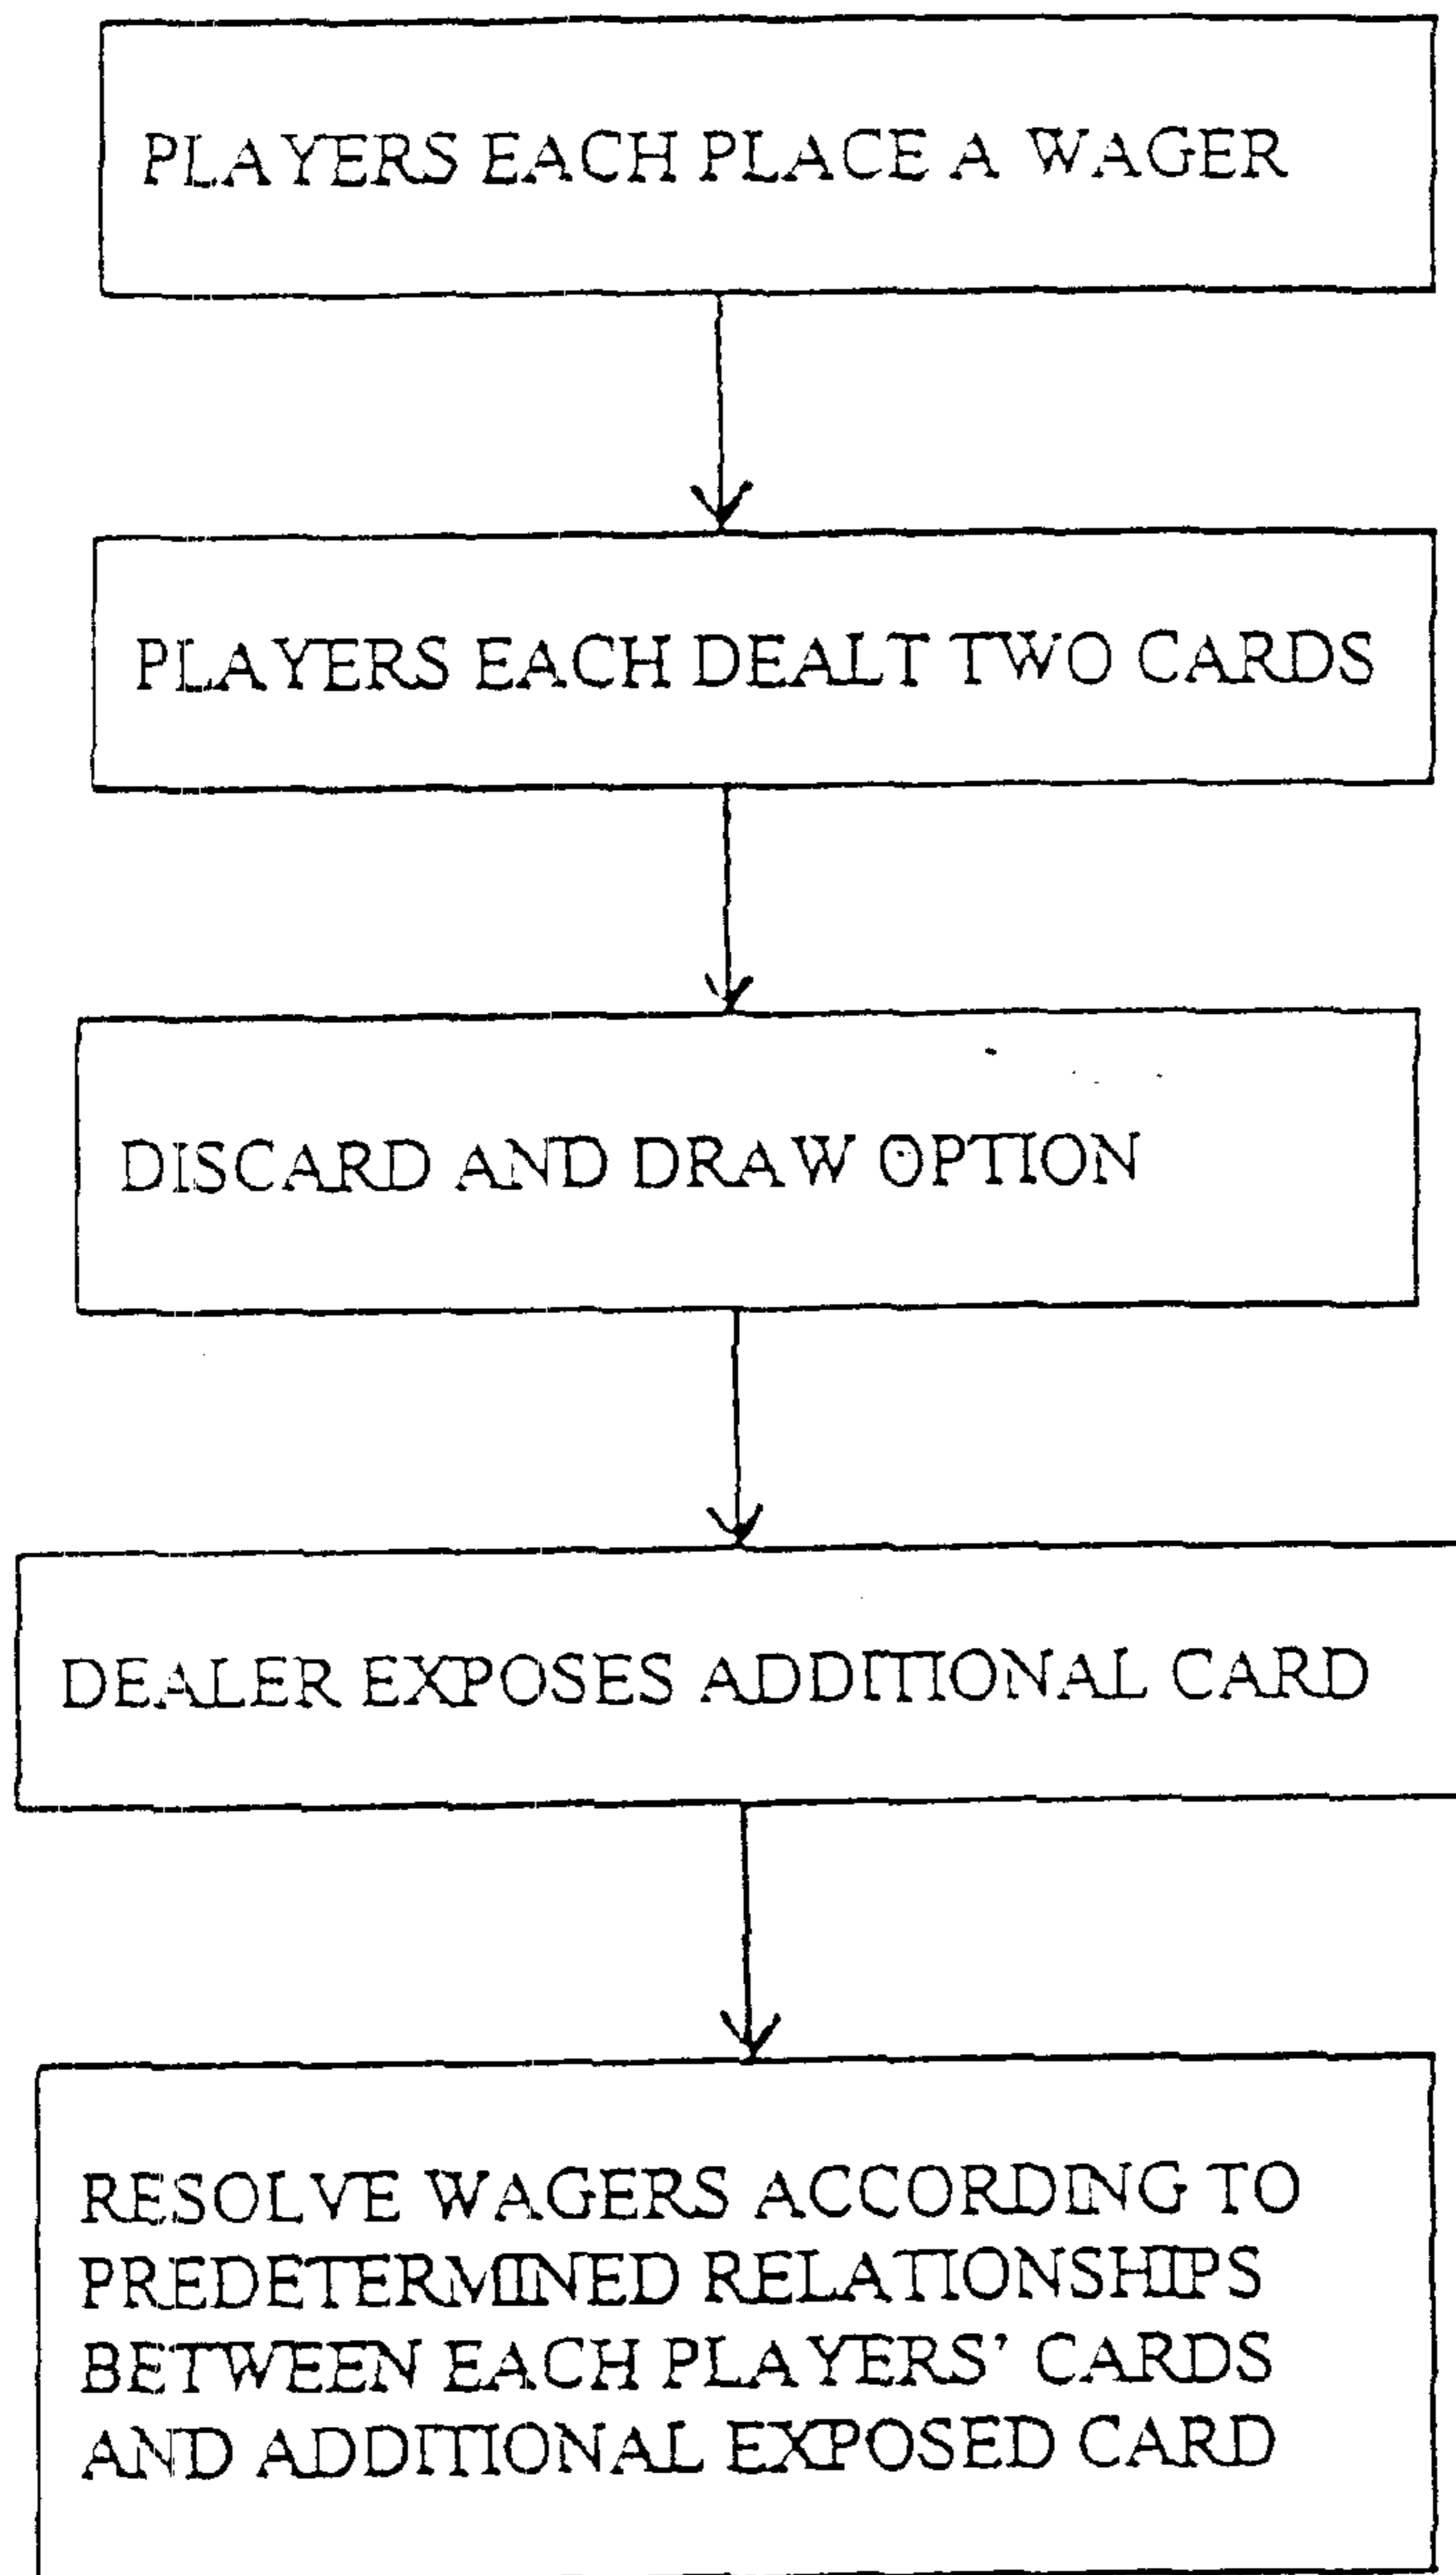 PLAYERS EACH PLACE A WAGER
PLAYERS EACH DEALT TWO CARDS
DISCARD AND DRAW OPTION
DEALER EXPOSES ADDITIONAL CARD
RESOLVE WAGERS ACCORDING TO
PREDETERMINED RELATIONSHIPS
BETWEEN EACH PLAYERS' CARDS
AND ADDITIONAL EXPOSED CARD